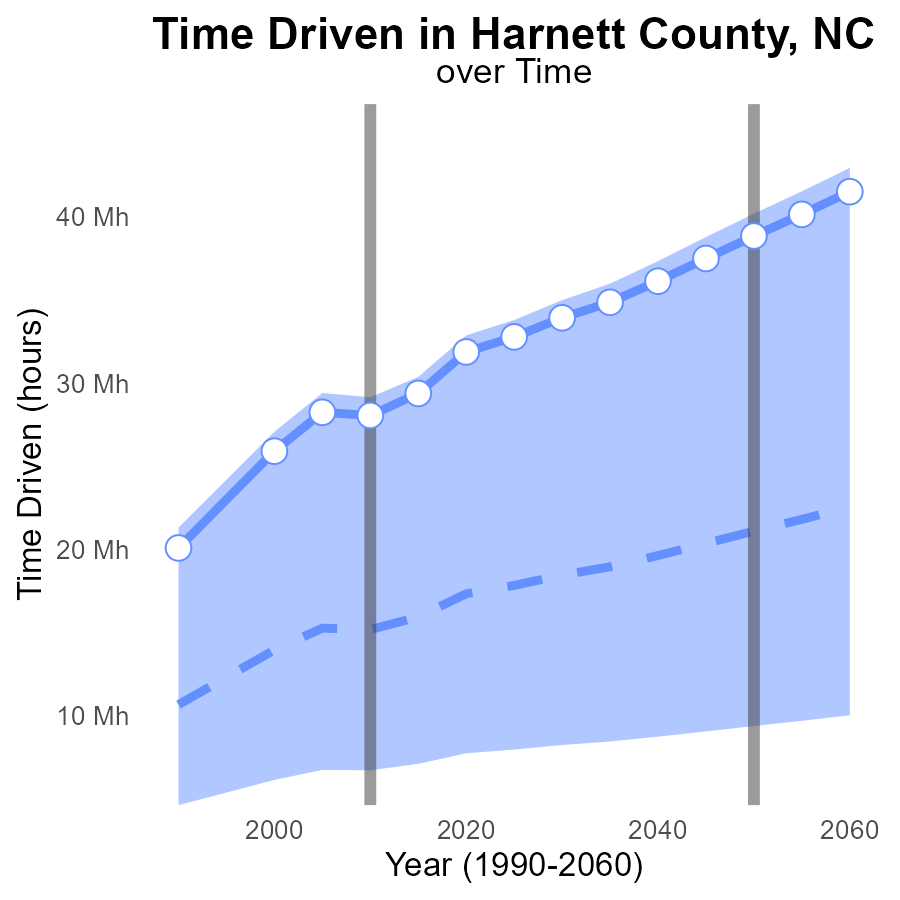 Time Driven in Harnett County, NC
over Time
Time Driven (hours)
40 Mh
30 Mh
20 Mh
10 Mh
2000
2020
2040
2060
Year (1990-2060)